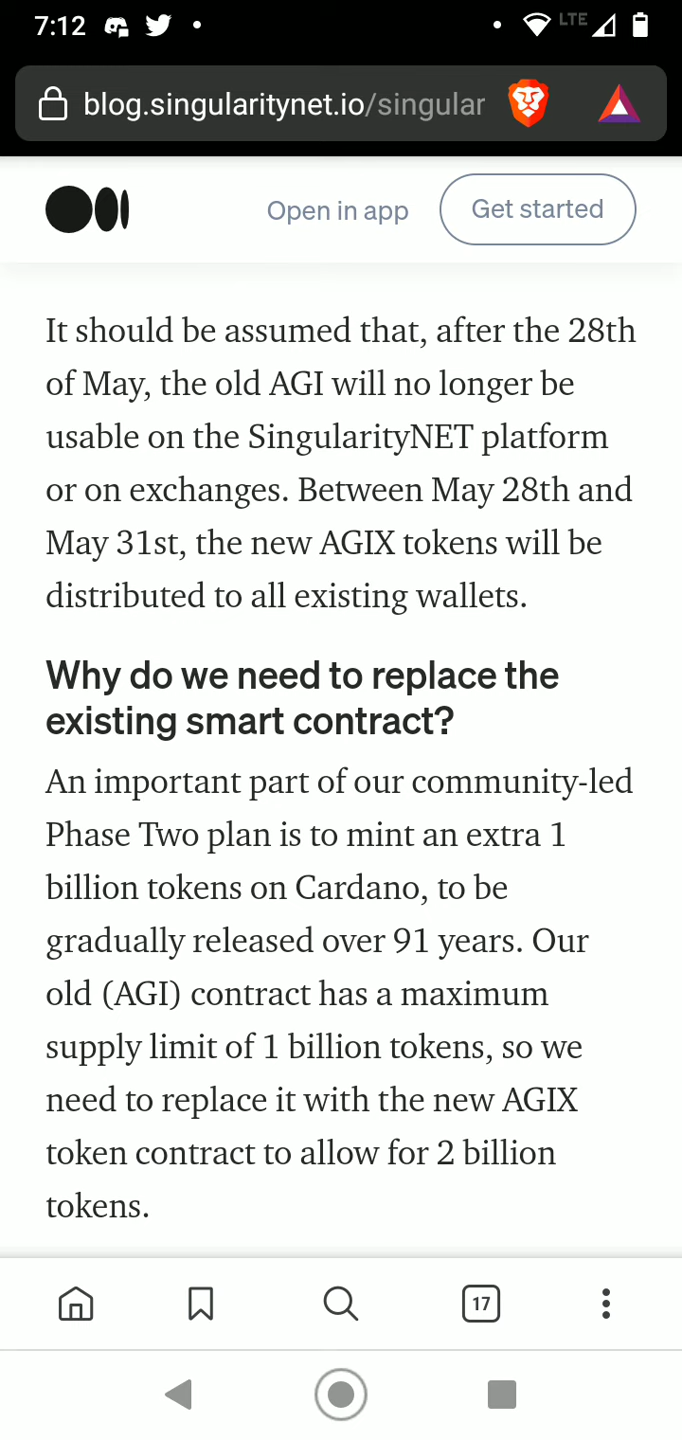 7:12
LTE
blog.singularitynet.io/singular
Open in app
Get started
It should be assumed that, after the 28th
of May, the old AGI will no longer be
usable on the SingularityNET platform
or on exchanges. Between May 28th and
May 31st, the new AGIX tokens will be
distributed to all existing wallets.
Why do we need to replace the
existing smart contract?
An important part of our community-led
Phase Two plan is to mint an extra 1
billion tokens on Cardano, to be
gradually released over 91 years. Our
old (AGI) contract has a maximum
supply limit of 1 billion tokens, so we
need to replace it with the new AGIX
token contract to allow for 2 billion
tokens.
17